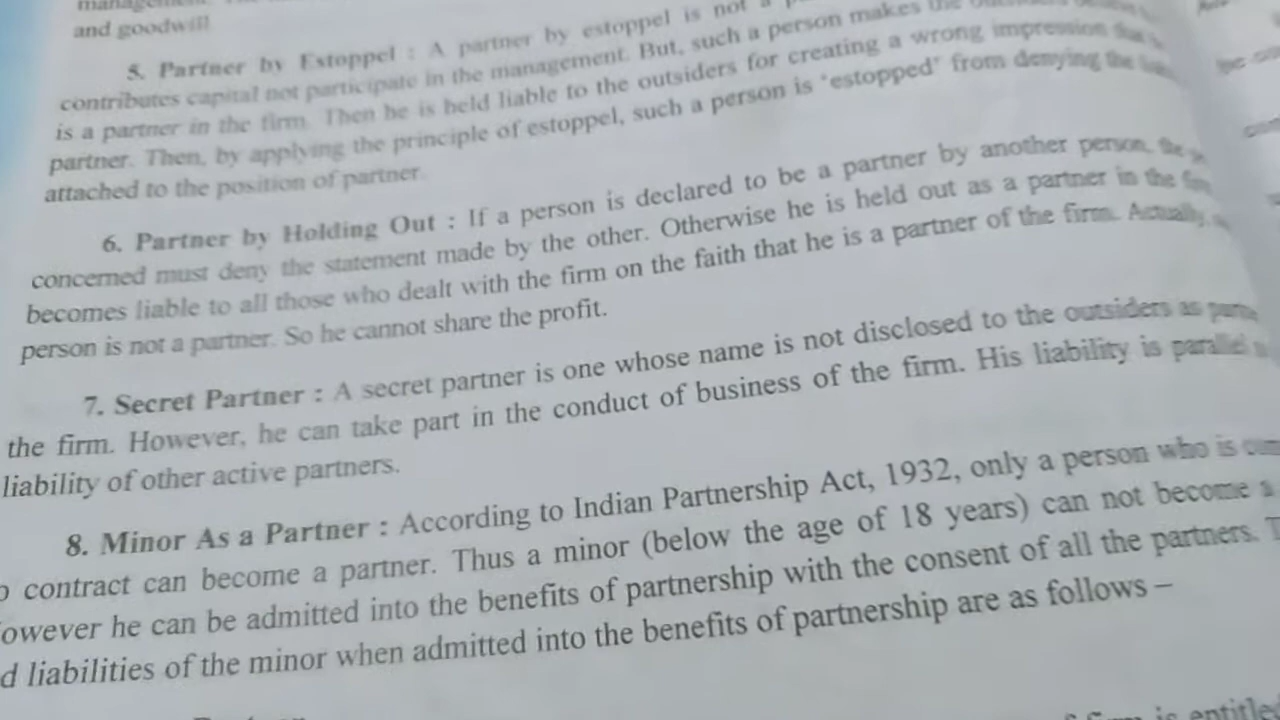 and goodwill
5. Partner by Estoppel : A partner by estoppel is not a
contributes capital not participate in the management. But, such a person makes the
is a partner in the firm. Then he is held liable to the outsiders for creating a wrong impression
partner. Then, by applying the principle of estoppel, such a person is 'estopped' from denying the
attached to the position of partner.
6. Partner by Holding Out : If a person is declared to be a partner by another person, the
concerned must deny the statement made by the other. Otherwise he is held out as a partner in the
becomes liable to all those who dealt with the firm on the faith that he is a partner of the firm. Actually,
person is not a partner. So he cannot share the profit.
7. Secret Partner : A secret partner is one whose name is not disclosed to the outsiders as
the firm. However, he can take part in the conduct of business of the firm. His liability is parallel
liability of other active partners.
8. Minor As a Partner : According to Indian Partnership Act, 1932, only a person who is
contract can become a partner. Thus a minor (below the age of 18 years) can not become a
owever he can be admitted into the benefits of partnership with the consent of all the partners. T
d liabilities of the minor when admitted into the benefits of partnership are as follows –
is entitled